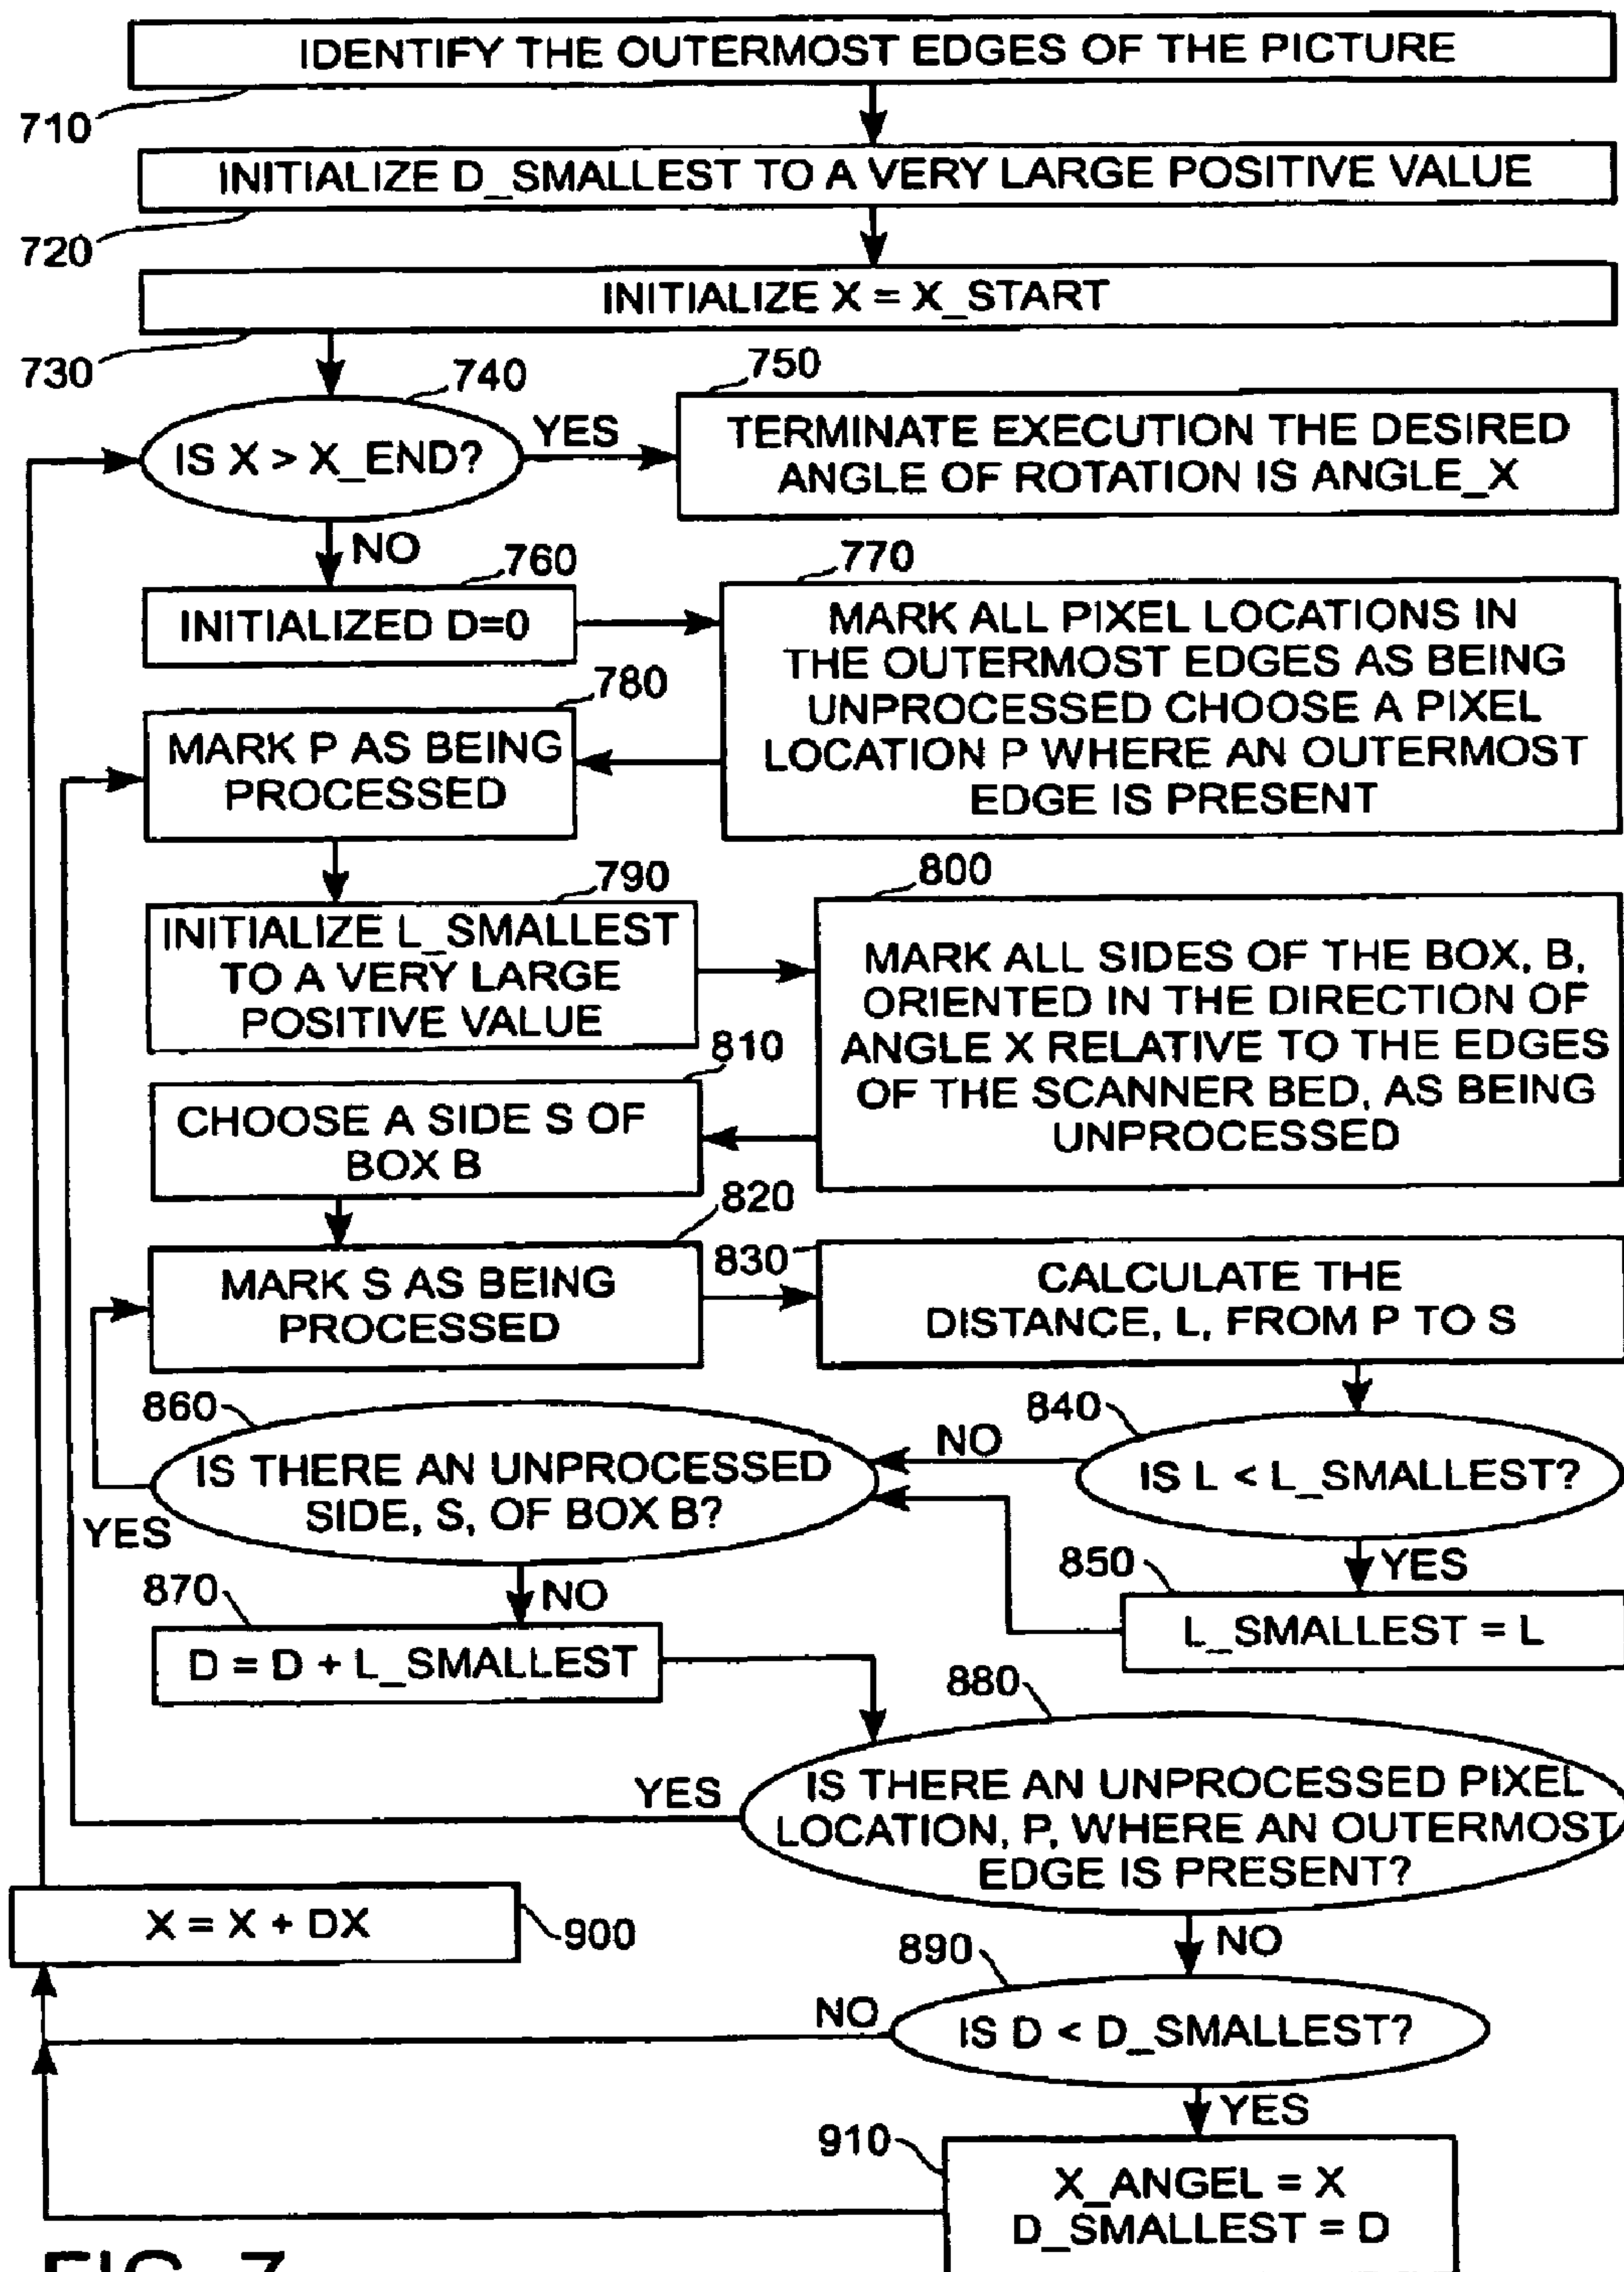 IDENTIFY THE OUTERMOST EDGES OF THE PICTURE
710
INITIALIZE D_SMALLEST TO A VERY LARGE POSITIVE VALUE
720
INITIALIZE X = X_START
730
740
IS X > X_END?
YES
750
TERMINATE EXECUTION THE DESIRED
ANGLE OF ROTATION IS ANGLE_X
NO
760
INITIALIZED D=0
770
MARK ALL PIXEL LOCATIONS IN
THE OUTERMOST EDGES AS BEING
UNPROCESSED CHOOSE A PIXEL
LOCATION P WHERE AN OUTERMOST
EDGE IS PRESENT
780
MARK P AS BEING
PROCESSED
790
INITIALIZE L_SMALLEST
TO A VERY LARGE
POSITIVE VALUE
800
MARK ALL SIDES OF THE BOX, B,
ORIENTED IN THE DIRECTION OF
ANGLE X RELATIVE TO THE EDGES
OF THE SCANNER BED, AS BEING
UNPROCESSED
810
CHOOSE A SIDE S OF
BOX B
820
MARK S AS BEING
PROCESSED
830
CALCULATE THE
DISTANCE, L, FROM P TO S
840
IS L < L_SMALLEST?
NO
YES
850
L_SMALLEST = L
860
IS THERE AN UNPROCESSED
SIDE, S, OF BOX B?
YES
NO
870
D = D + L_SMALLEST
880
IS THERE AN UNPROCESSED PIXEL
LOCATION, P, WHERE AN OUTERMOST
EDGE IS PRESENT?
YES
NO
X = X + DX
900
890
IS D < D_SMALLEST?
NO
YES
910
X_ANGEL = X
D_SMALLEST = D
FIG. 7